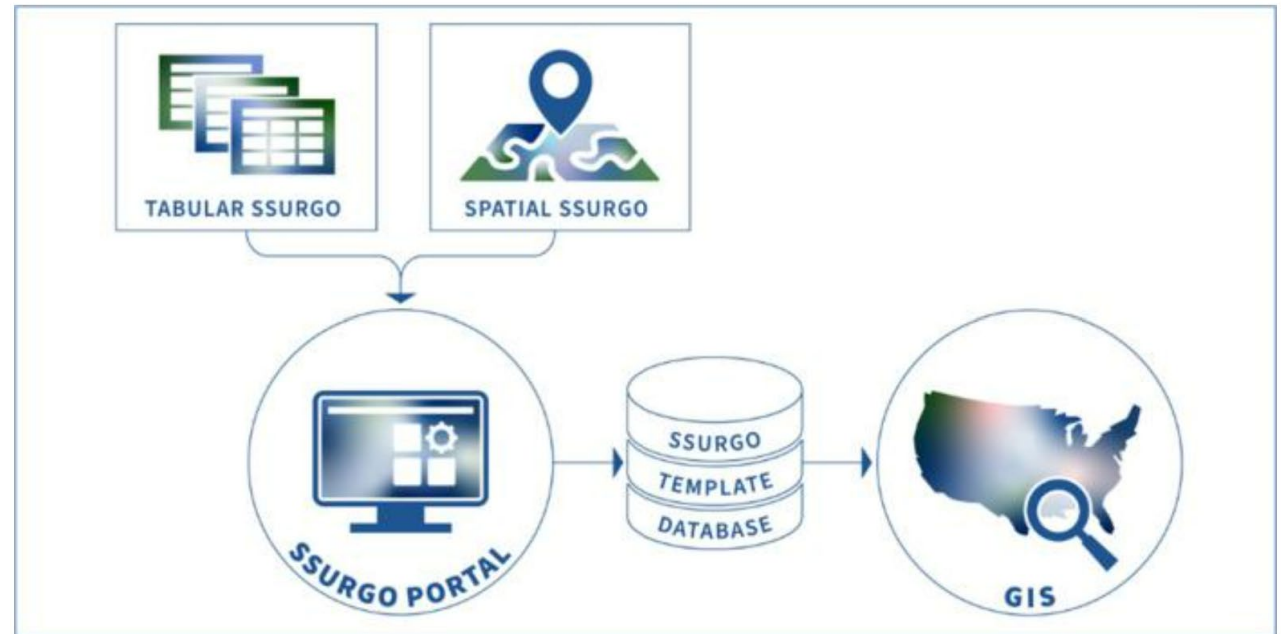 TABULAR SSURGO
SPATIAL SSURGO
SSURGO PORTAL
SSURGO
TEMPLATE
DATABASE
GIS